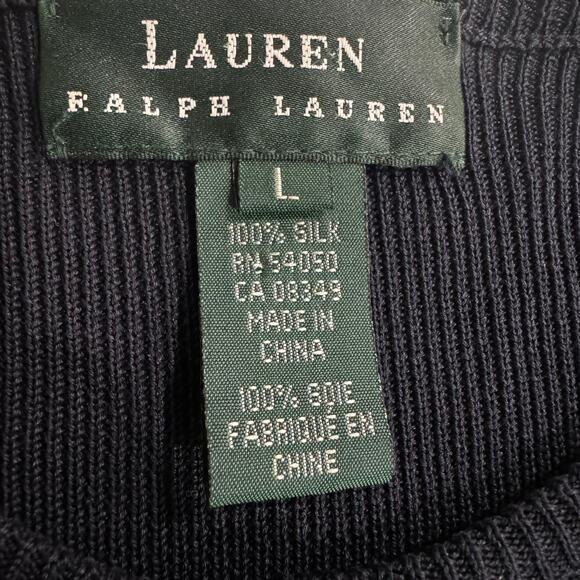 LAUREN
RALPH LAUREN
L
100% SILK
RN 54050
CA 08349
MADE IN
CHINA
100% SOIE
FABRIQUÉ EN
CHINE